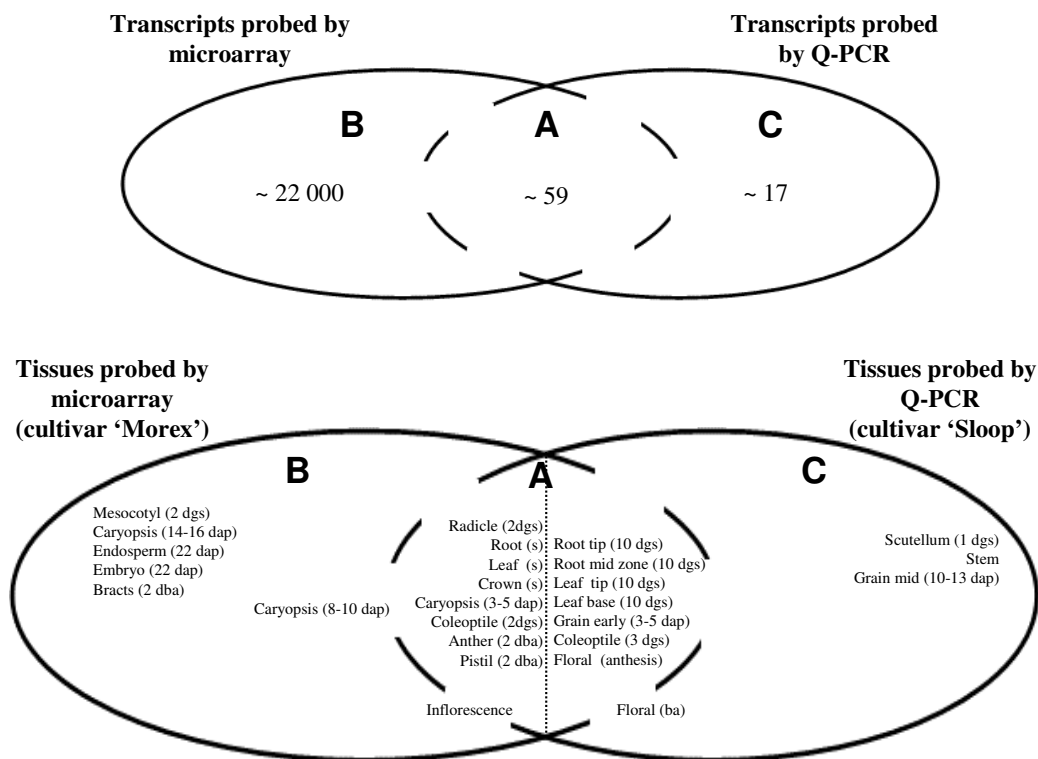 Transcripts probed by
microarray
Transcripts probed
by Q-PCR
B
A
C
~ 22 000
~ 59
~ 17
Tissues probed by
microarray
(cultivar ‘Morex’)
Tissues probed by
Q-PCR
(cultivar ‘Sloop’)
B
A
C
Mesocotyl (2 dgs)
Caryopsis (14-16 dap)
Endosperm (22 dap)
Embryo (22 dap)
Bracts (2 dba)
Caryopsis (8-10 dap)
Radicle (2dgs)
Root (s)
Leaf (s)
Crown (s)
Caryopsis (3-5 dap)
Coleoptile (2dgs)
Anther (2 dba)
Pistil (2 dba)
Inflorescence
Root tip (10 dgs)
Root mid zone (10 dgs)
Leaf tip (10 dgs)
Leaf base (10 dgs)
Grain early (3-5 dap)
Coleoptile (3 dgs)
Floral (anthesis)
Floral (ba)
Scutellum (1 dgs)
Stem
Grain mid (10-13 dap)